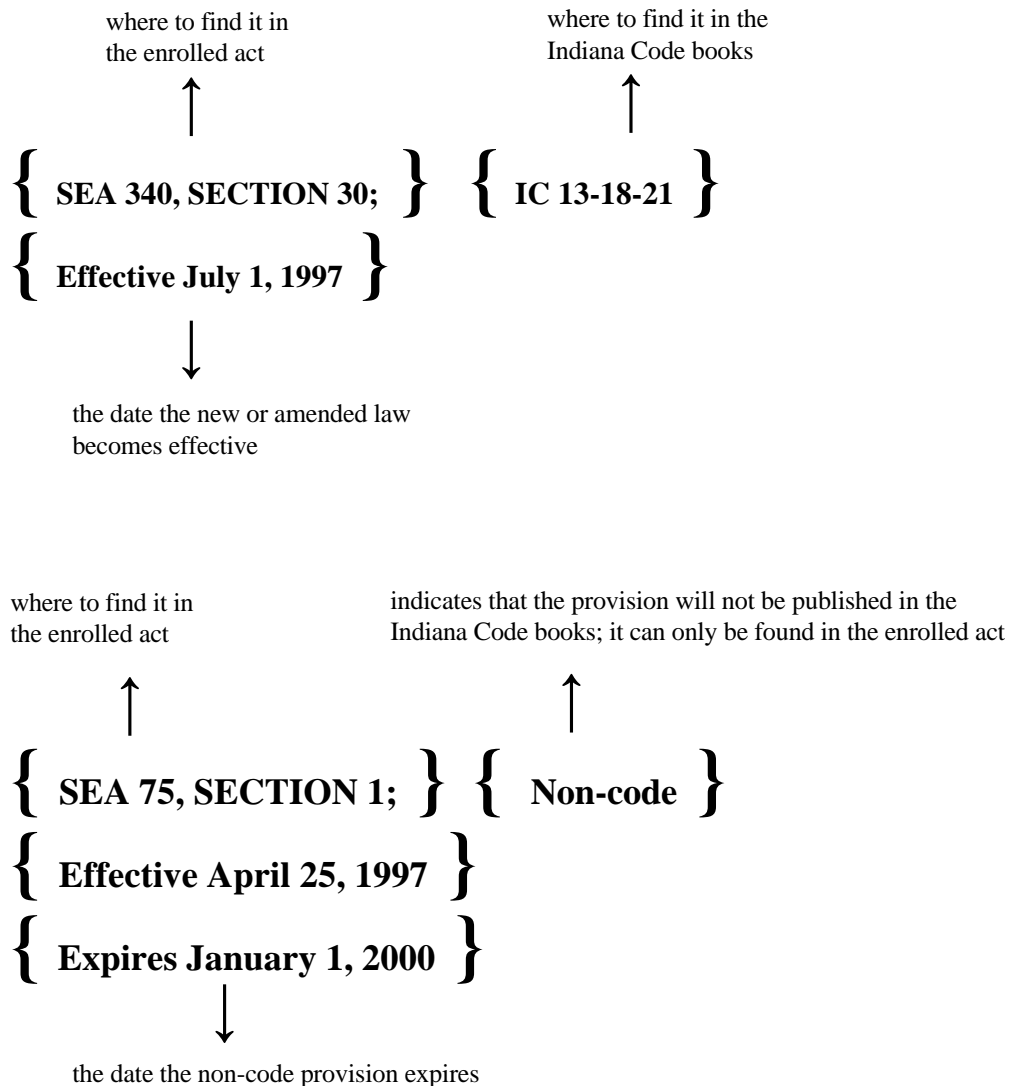 where to find it in
the enrolled act
where to find it in the
Indiana Code books
{ SEA 340, SECTION 30; } { IC 13-18-21 }
{ Effective July 1, 1997 }
the date the new or amended law
becomes effective
where to find it in
the enrolled act
indicates that the provision will not be published in the
Indiana Code books; it can only be found in the enrolled act
{ SEA 75, SECTION 1; } { Non-code }
{ Effective April 25, 1997 }
{ Expires January 1, 2000 }
the date the non-code provision expires